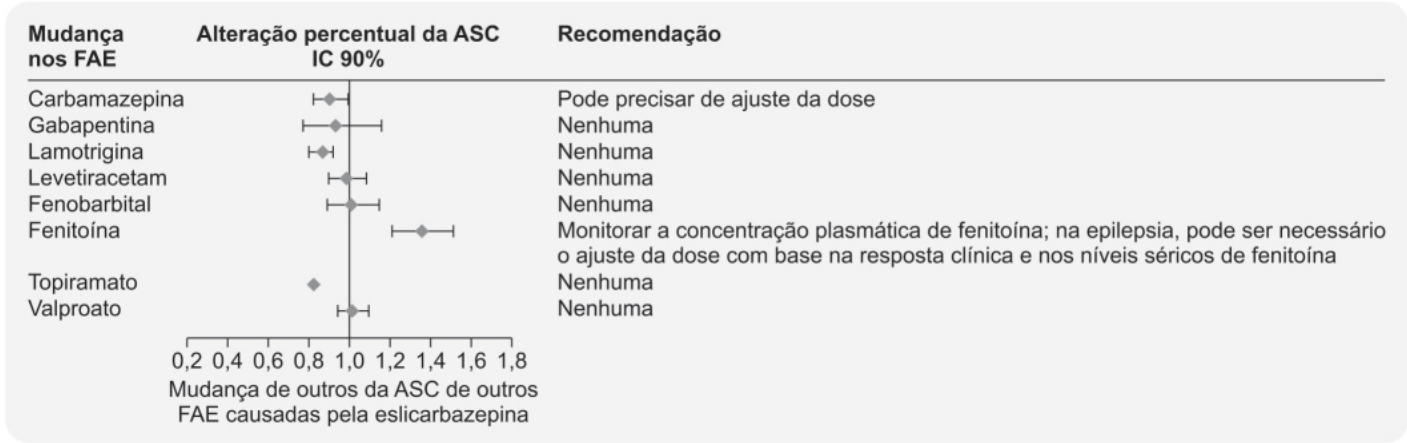 Mudança nos FAE
Alteração percentual da ASC IC 90%
Recomendação
Carbamazepina
Pode precisar de ajuste da dose
Gabapentina
Nenhuma
Lamotrigina
Nenhuma
Levetiracetam
Nenhuma
Fenobarbital
Nenhuma
Fenitoína
Monitorar a concentração plasmática de fenitoína; na epilepsia, pode ser necessário
o ajuste da dose com base na resposta clínica e nos níveis séricos de fenitoína
Topiramato
Nenhuma
Valproato
Nenhuma
0,2 0,4 0,6 0,8 1,0 1,2 1,4 1,6 1,8
Mudança de outros da ASC de outros
FAE causadas pela eslicarbazepina